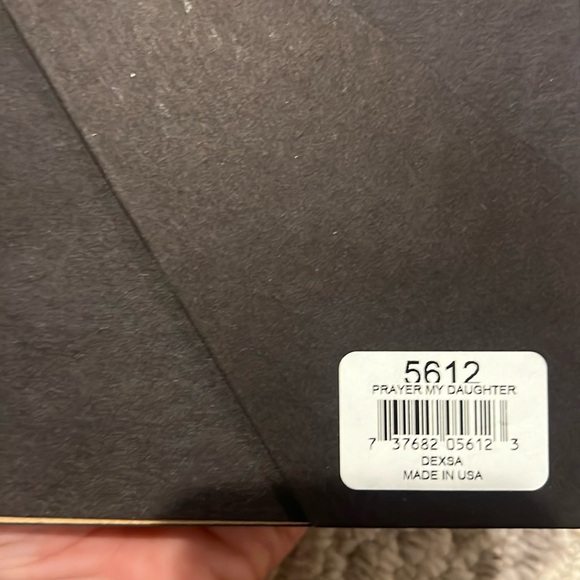 5612
PRAYER MY DAUGHTER
7 37682 05612 3
DEXSA
MADE IN USA